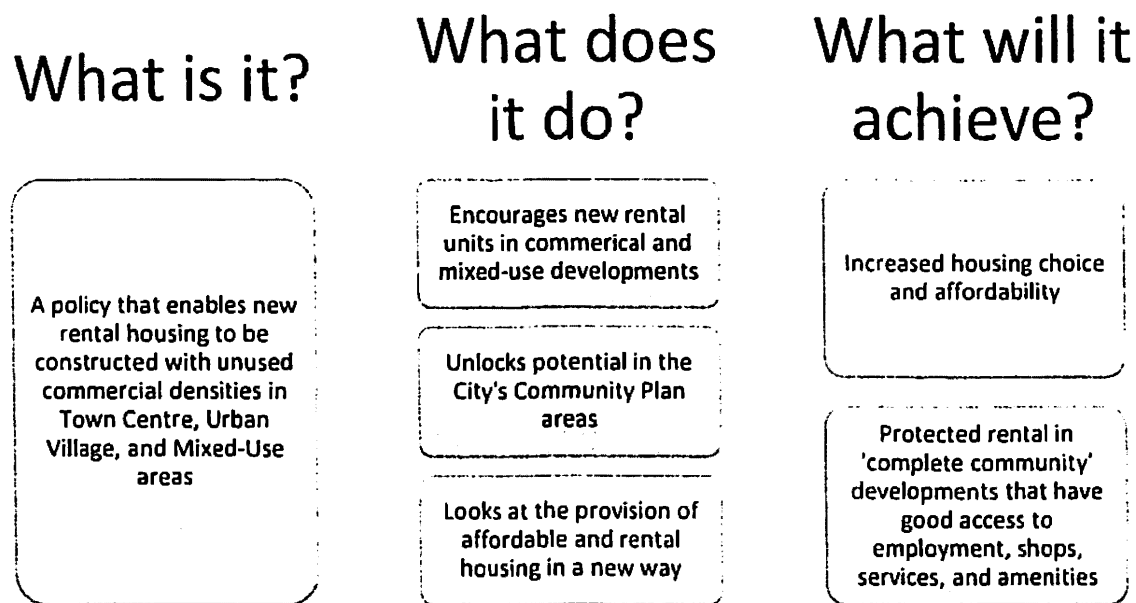 What is it?
A policy that enables new
rental housing to be
constructed with unused
commercial densities in
Town Centre, Urban
Village, and Mixed-Use
areas
What does
it do?
Encourages new rental
units in commerical and
mixed-use developments
Unlocks potential in the
City's Community Plan
areas
Looks at the provision of
affordable and rental
housing in a new way
What will it
achieve?
Increased housing choice
and affordability
Protected rental in
'complete community'
developments that have
good access to
employment, shops,
services, and amenities